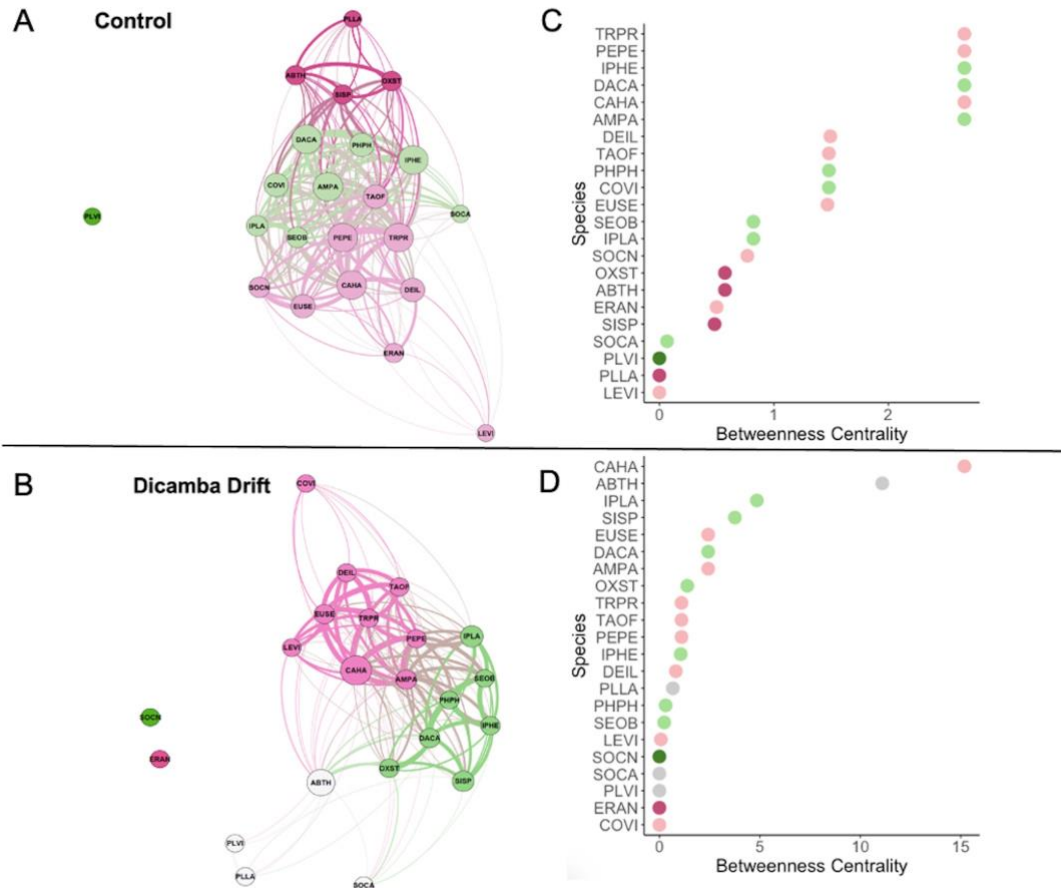 A
Control
PLLA
ABTH
OXST
SISP
DACA
PHPH
IPHE
COVI
AMPA
TAOF
SOCA
IPLA
SEOB
PEPE
TRPR
PLVI
SOCN
CAHA
DEIL
EUSE
ERAN
LEVI
C
Species
TRPR
PEPE
IPHE
DACA
CAHA
AMPA
DEIL
TAOF
PHPH
COVI
EUSE
SEOB
IPLA
SOCN
OXST
ABTH
ERAN
SISP
SOCA
PLVI
PLLA
LEVI
0 1 2
Betweenness Centrality
B
Dicamba Drift
COVI
DEIL
TAOF
EUSE
TRPR
LEVI
PEPE
IPLA
CAHA
AMPA
SEOB
PHPH
IPHE
DACA
SOCN
ERAN
OXST
ABTH
SISP
PLVI
PLLA
SOCA
D
Species
CAHA
ABTH
IPLA
SISP
EUSE
DACA
AMPA
OXST
TRPR
TAOF
PEPE
IPHE
DEIL
PLLA
PHPH
SEOB
LEVI
SOCN
SOCA
PLVI
ERAN
COVI
0 5 10 15
Betweenness Centrality